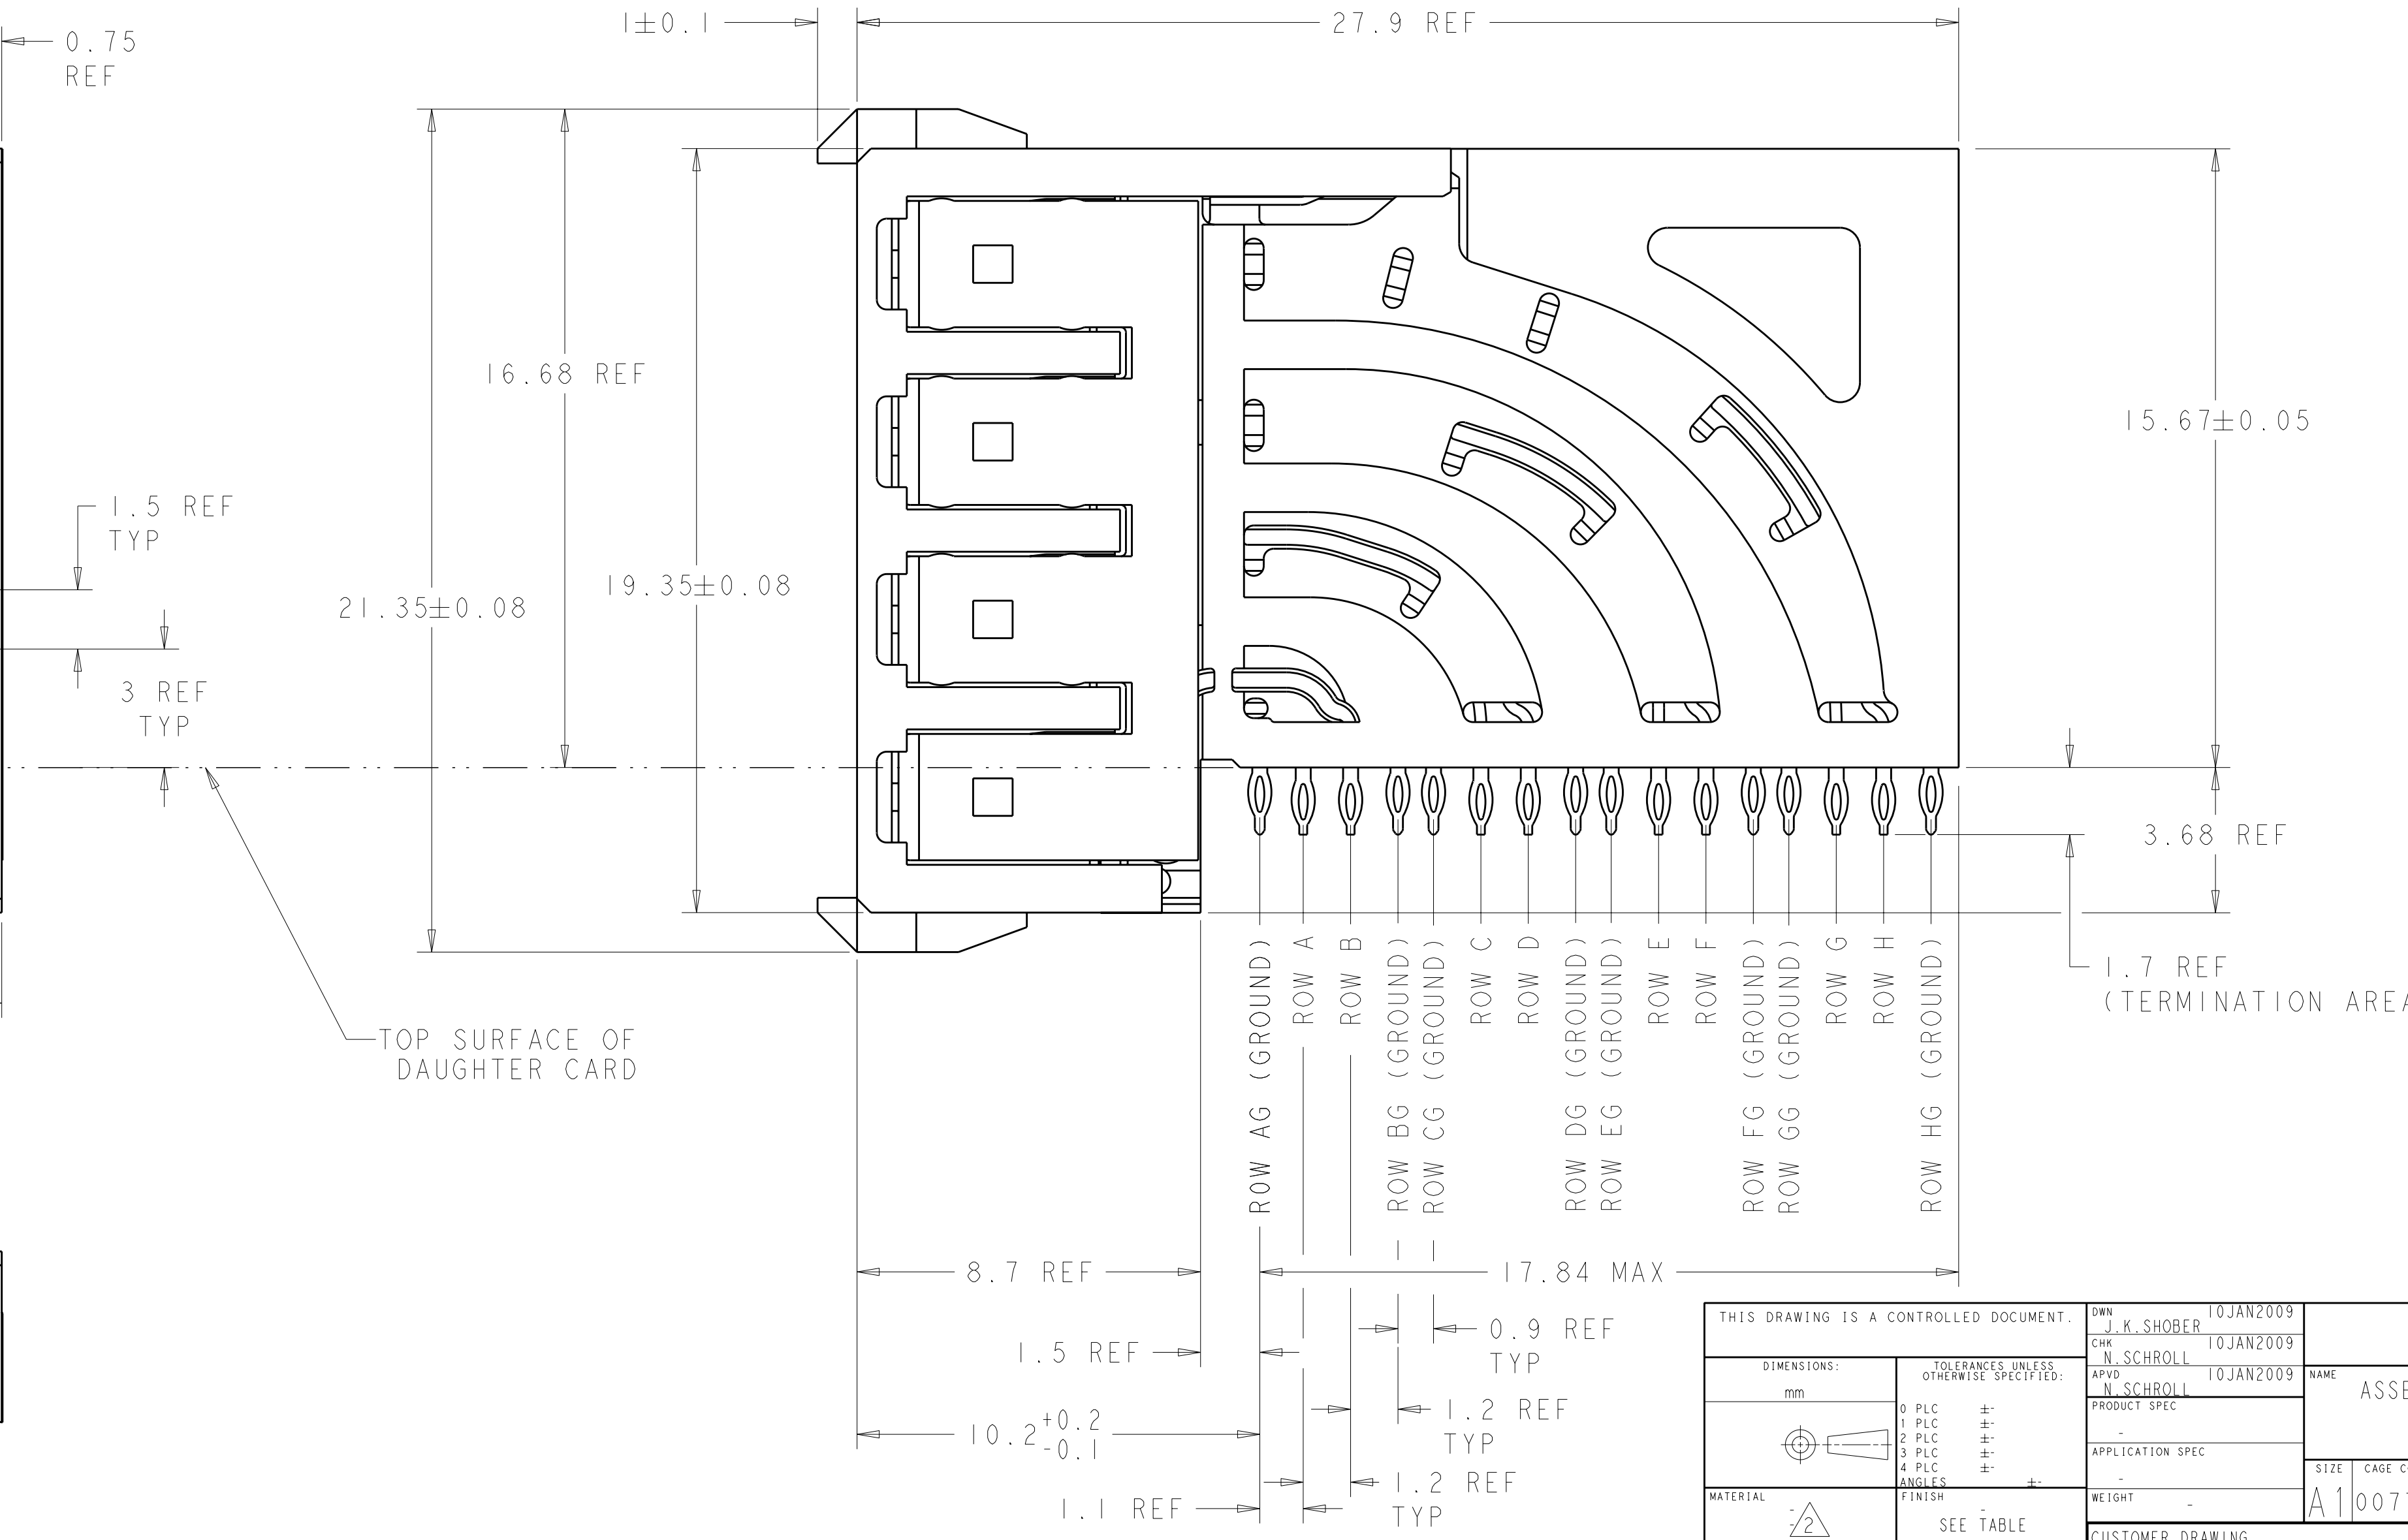 0.75
REF
1±0.1
27.9 REF
16.68 REF
15.67±0.05
1.5 REF
TYP
19.35±0.08
21.35±0.08
3 REF
TYP
3.68 REF
1.7 REF
TOP SURFACE OF
DAUGHTER CARD
ROW AG (GROUND)
ROW A
ROW B
ROW BG (GROUND)
ROW CG (GROUND)
ROW C
ROW D
ROW DG (GROUND)
ROW EG (GROUND)
ROW E
ROW F
ROW FG (GROUND)
ROW GG (GROUND)
ROW G
ROW H
ROW HG (GROUND)
(TERMINATION AREA
8.7 REF
17.84 MAX
0.9 REF
TYP
1.5 REF
1.2 REF
TYP
10.2 +0.2
-0.1
1.2 REF
TYP
1.1 REF
THIS DRAWING IS A CONTROLLED DOCUMENT.
DIMENSIONS:
mm
TOLERANCES UNLESS
OTHERWISE SPECIFIED:
0 PLC ±-
1 PLC ±-
2 PLC ±-
3 PLC ±-
4 PLC ±-
ANGLES ±-
MATERIAL
- 2
FINISH
-
SEE TABLE
DWN 10JAN2009
J.K.SHOBER
CHK 10JAN2009
N.SCHROLL
APVD 10JAN2009
N.SCHROLL
PRODUCT SPEC
-
APPLICATION SPEC
-
WEIGHT -
CUSTOMER DRAWING
NAME
SIZE
A1